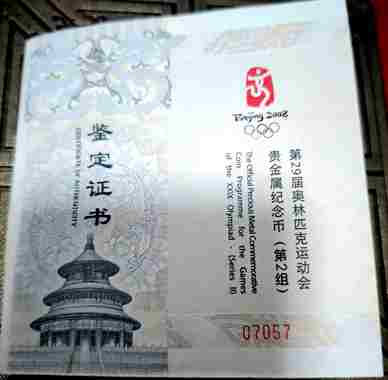 鉴定证书
CERTIFICATE OF AUTHENTICITY
Beijing 2008
第29届奥林匹克运动会
贵金属纪念币（第2组）
The Official Precious Metal Commemorative
Coin Programme for the Games
of the XXIX Olympiad - (Series II)
07057